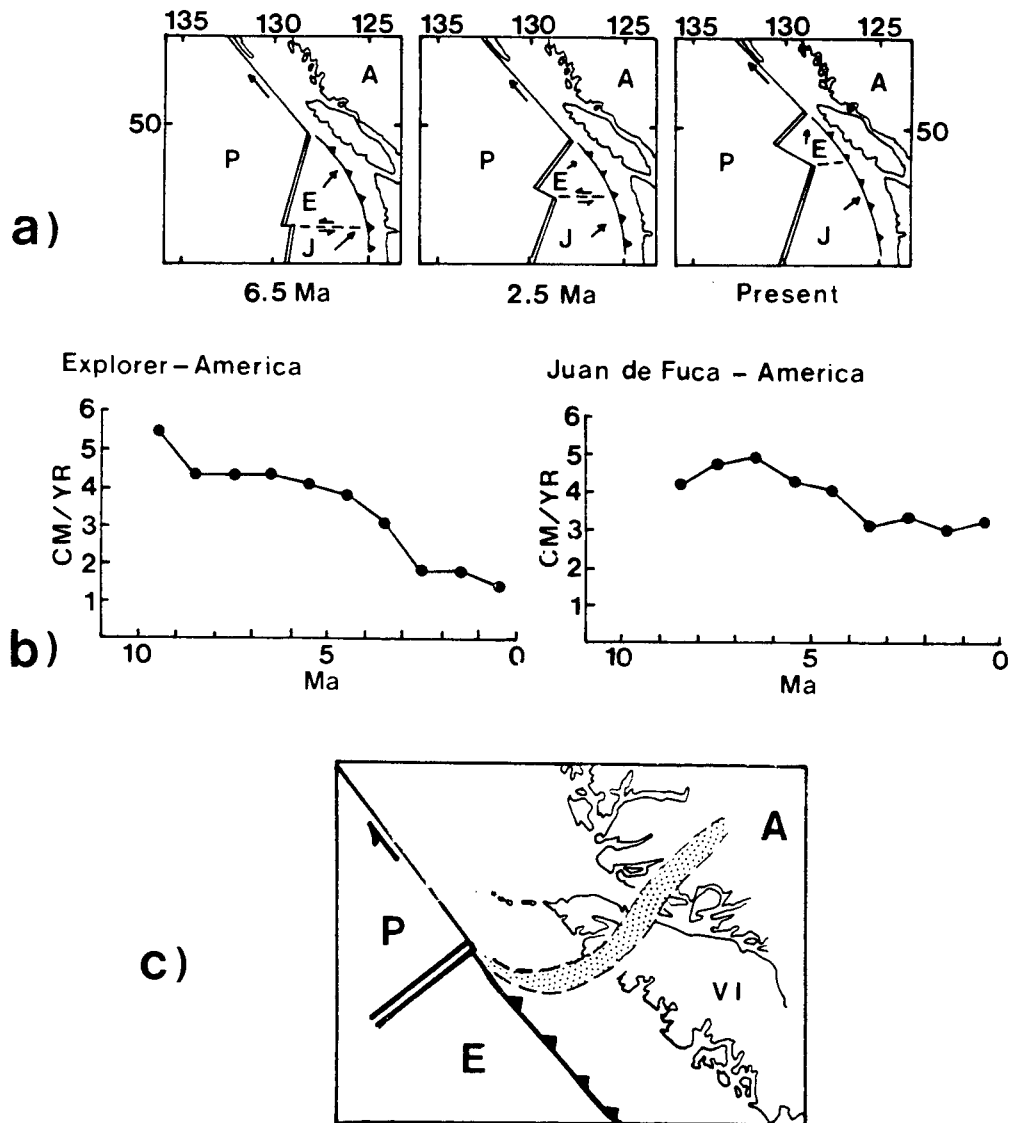 135 130 125 135 130 125 135 130 125
A A A
50 50
P P P
E E E
J J J
a)
6.5 Ma 2.5 Ma Present
Explorer – America Juan de Fuca – America
6 6
5 5
4 4
3 3
2 2
1 1
CM/YR CM/YR
10 5 0 10 5 0
b)
Ma Ma
A
P
c)
VI
E